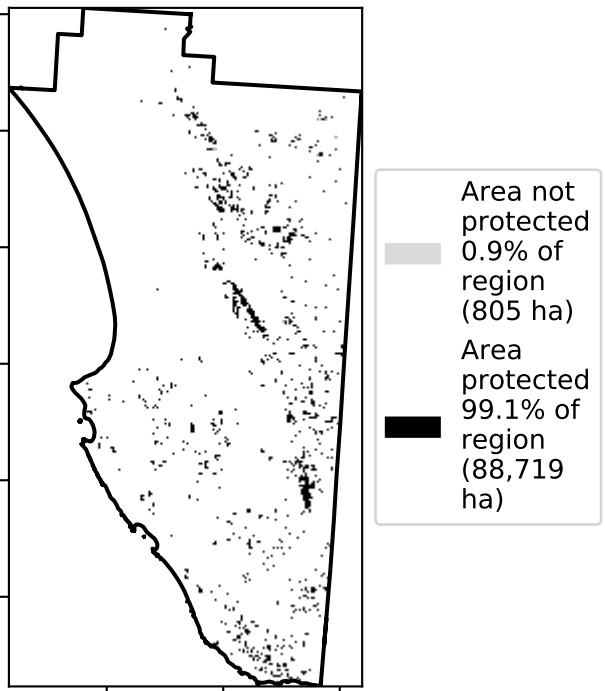 Area not
protected
0.9% of
region
(805 ha)
Area
protected
99.1% of
region
(88,719
ha)